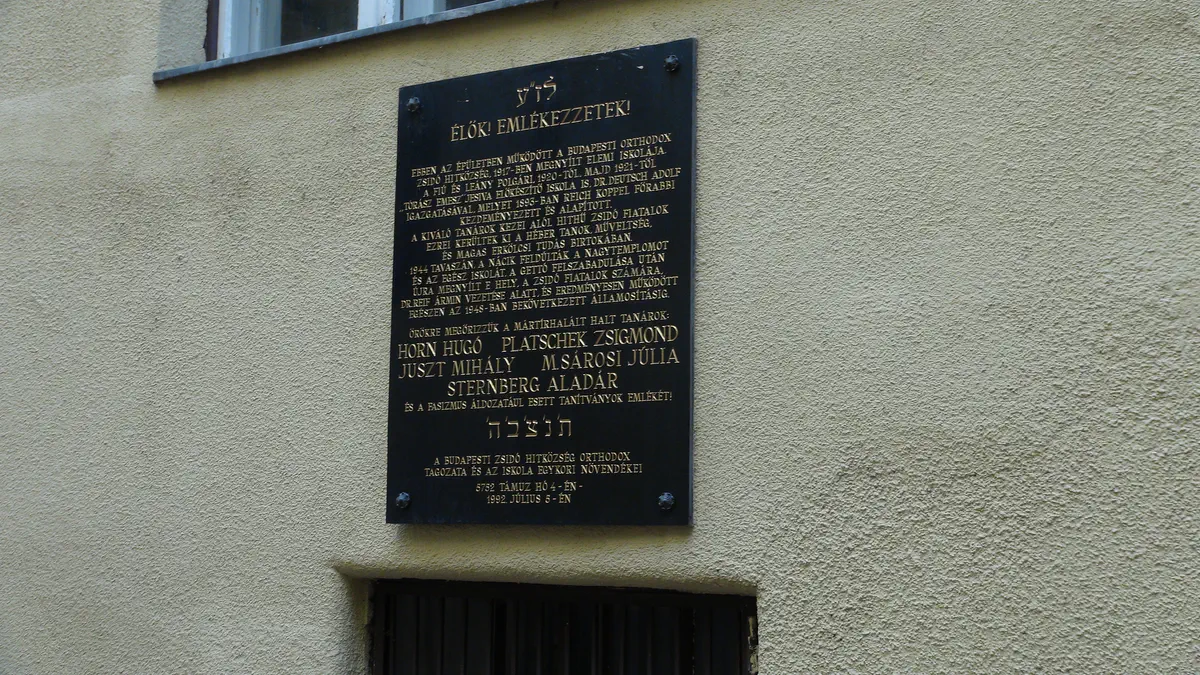 לז"ע
ÉLŐK! EMLÉKEZZETEK!
EBBEN AZ ÉPÜLETBEN MŰKÖDÖTT A BUDAPESTI ORTHODOX
ZSIDÓ HITKÖZSÉG, 1917-BEN MEGNYÍLT ELEMI ISKOLÁJA.
A FIÚ ÉS LEÁNY POLGÁRI, 1920-TÓL, MAJD 1921-TŐL
„TÓRÁSZ EMESZ" JESIVA ELŐKÉSZÍTŐ ISKOLA IS, DR. DEUTSCH ADOLF
IGAZGATÁSÁVAL, MELYET 1893-BAN REICH KOPPEL FŐRABBI
KEZDEMÉNYEZETT ÉS ALAPÍTOTT.
A KIVÁLÓ TANÁROK KEZEI ALÓL HITHŰ ZSIDÓ FIATALOK
EZREI KERÜLTEK KI A HÉBER TANOK, MŰVELTSÉG,
ÉS MAGAS ERKÖLCSI TUDÁS BIRTOKÁBAN.
1944 TAVASZÁN A NÁCIK FELDÚLTÁK A NAGYTEMPLOMOT
ÉS AZ EGÉSZ ISKOLÁT. A GETTÓ FELSZABADULÁSA UTÁN
ÚJRA MEGNYÍLT E HELY, A ZSIDÓ FIATALOK SZÁMÁRA,
DR. REIF ÁRMIN VEZETÉSE ALATT, ÉS EREDMÉNYESEN MŰKÖDÖTT
EGÉSZEN AZ 1948-BAN BEKÖVETKEZETT ÁLLAMOSÍTÁSIG.
ÖRÖKRE MEGŐRIZZÜK A MÁRTÍRHALÁLT HALT TANÁROK:
HORN HUGÓ PLATSCHEK ZSIGMOND
JUSZT MIHÁLY M. SÁROSI JÚLIA
STERNBERG ALADÁR
ÉS A FASIZMUS ÁLDOZATÁUL ESETT TANÍTVÁNYOK EMLÉKÉT!
ת'נ'צ'ב'ה'
A BUDAPESTI ZSIDÓ HITKÖZSÉG ORTHODOX
TAGOZATA ÉS AZ ISKOLA EGYKORI NÖVENDÉKEI
5752 TÁMUZ HÓ 4-ÉN-
1992. JÚLIUS 5-ÉN